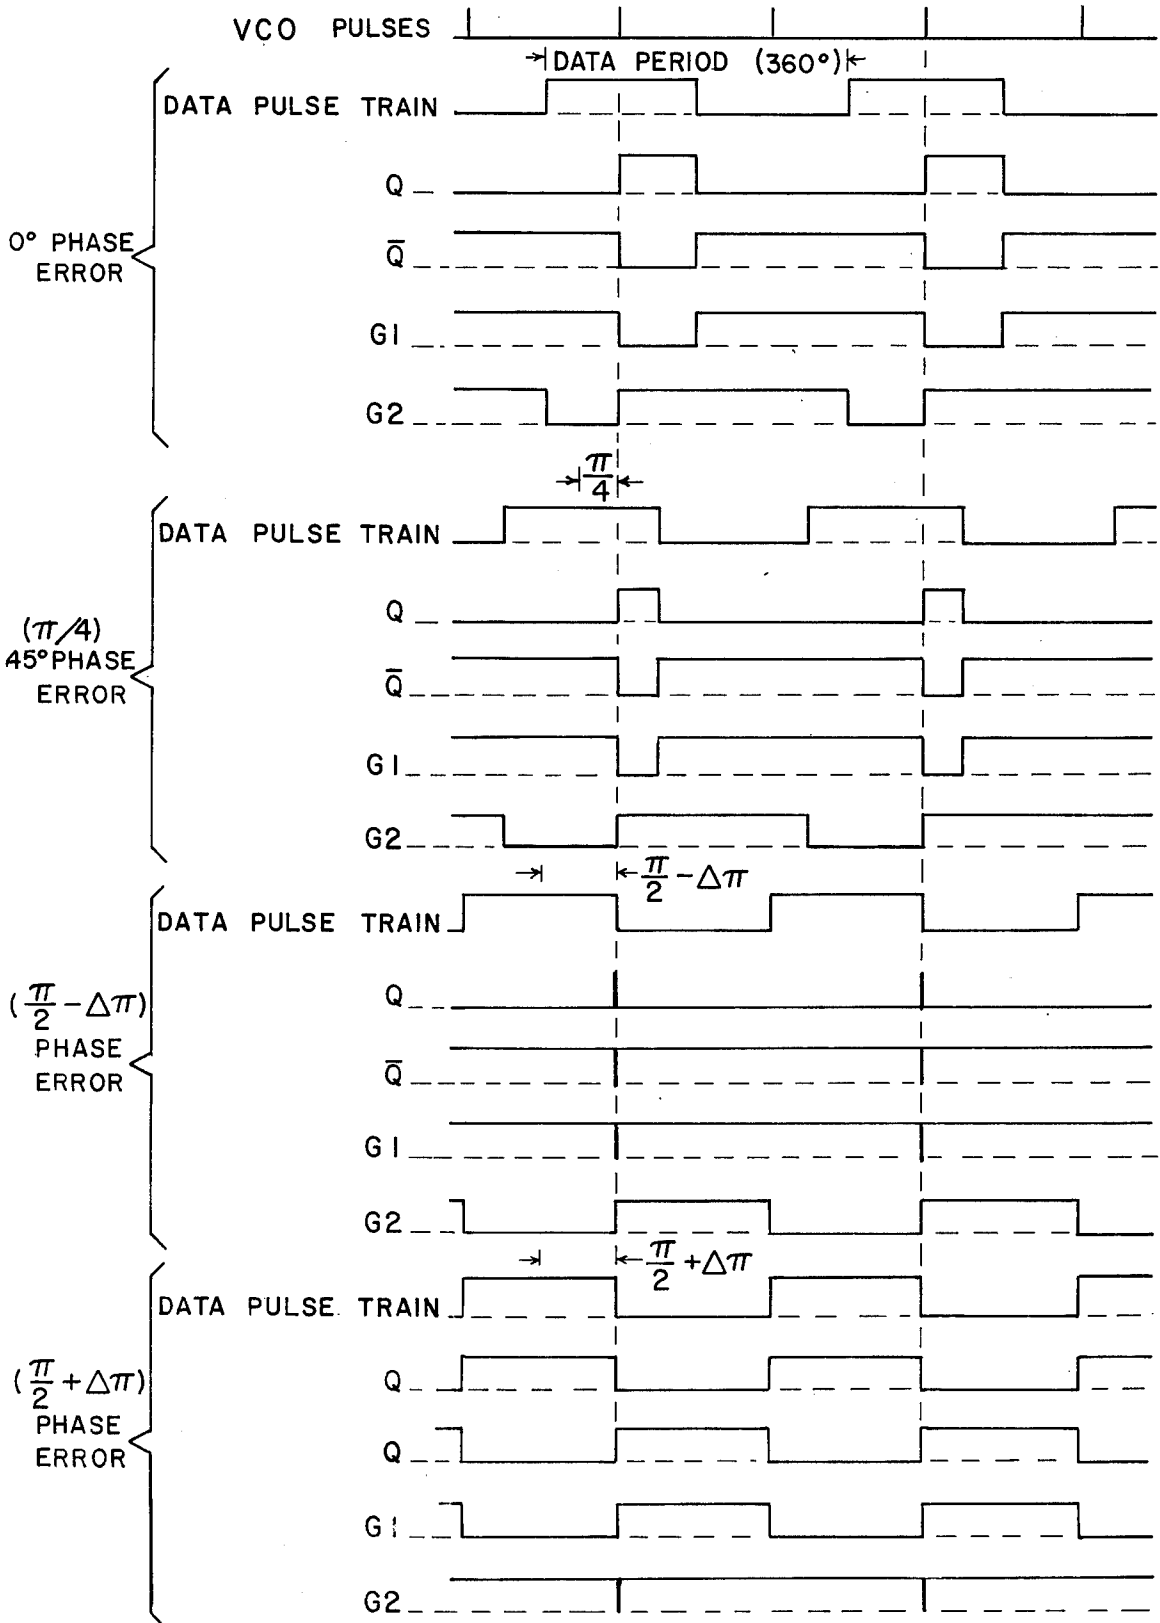 VCO PULSES
DATA PERIOD (360°)
DATA PULSE TRAIN
Q
0° PHASE
ERROR
Q̅
G1
G2
π/4
DATA PULSE TRAIN
Q
(π/4)
45° PHASE
ERROR
Q̅
G1
G2
π/2 - Δπ
DATA PULSE TRAIN
Q
(π/2 - Δπ)
PHASE
ERROR
Q̅
G1
G2
π/2 + Δπ
DATA PULSE TRAIN
Q
(π/2 + Δπ)
PHASE
ERROR
Q
G1
G2